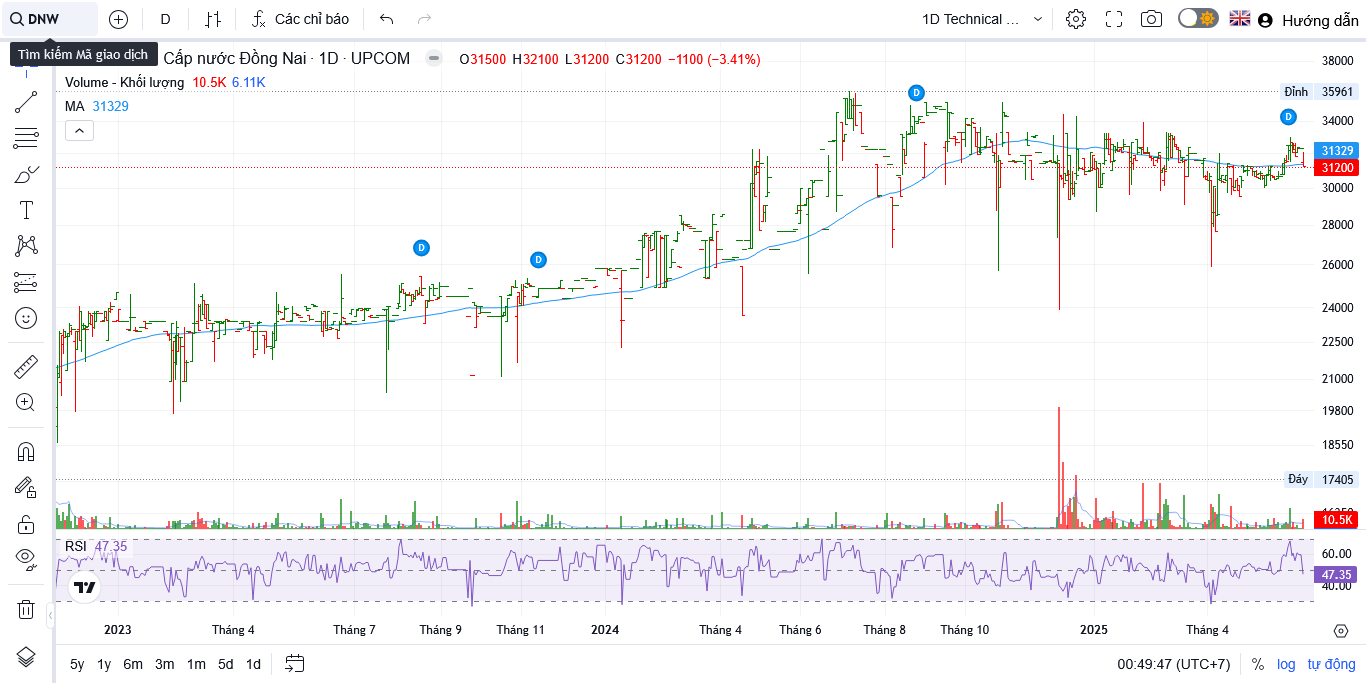 DNW
D
Các chỉ báo
1D Technical ...
Hướng dẫn
Tìm kiếm Mã giao dịch
Cấp nước Đồng Nai · 1D · UPCOM
O31500 H32100 L31200 C31200 −1100 (−3.41%)
Volume - Khối lượng 10.5K 6.11K
MA 31329
38000
Đỉnh 35961
34000
31329
31200
30000
28000
26000
24000
22500
21000
19800
18550
Đáy 17405
10.5K
D
D
D
D
RSI 47.35
60.00
47.35
40.00
2023
Tháng 4
Tháng 7
Tháng 9
Tháng 11
2024
Tháng 4
Tháng 6
Tháng 8
Tháng 10
2025
Tháng 4
5y 1y 6m 3m 1m 5d 1d
00:49:47 (UTC+7)
%
log
tự động